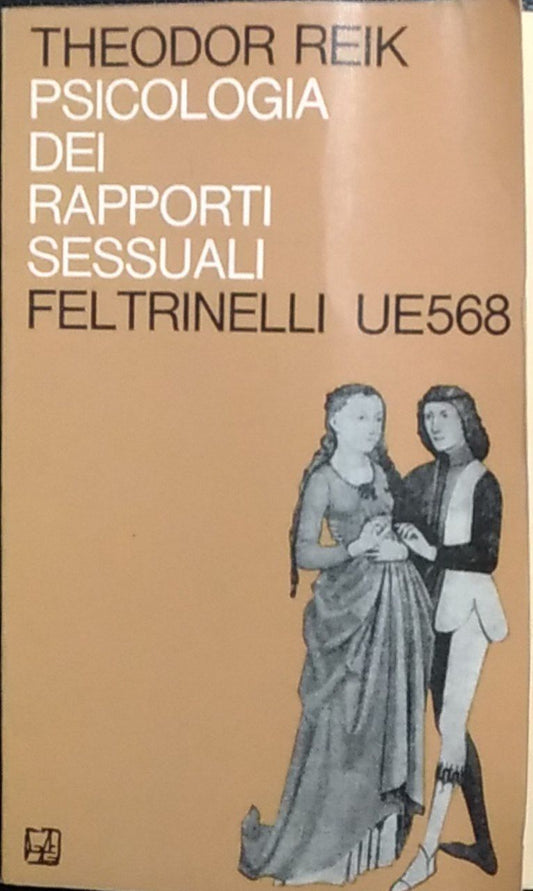 THEODOR REIK
PSICOLOGIA
DEI
RAPPORTI
SESSUALI
FELTRINELLI UE568